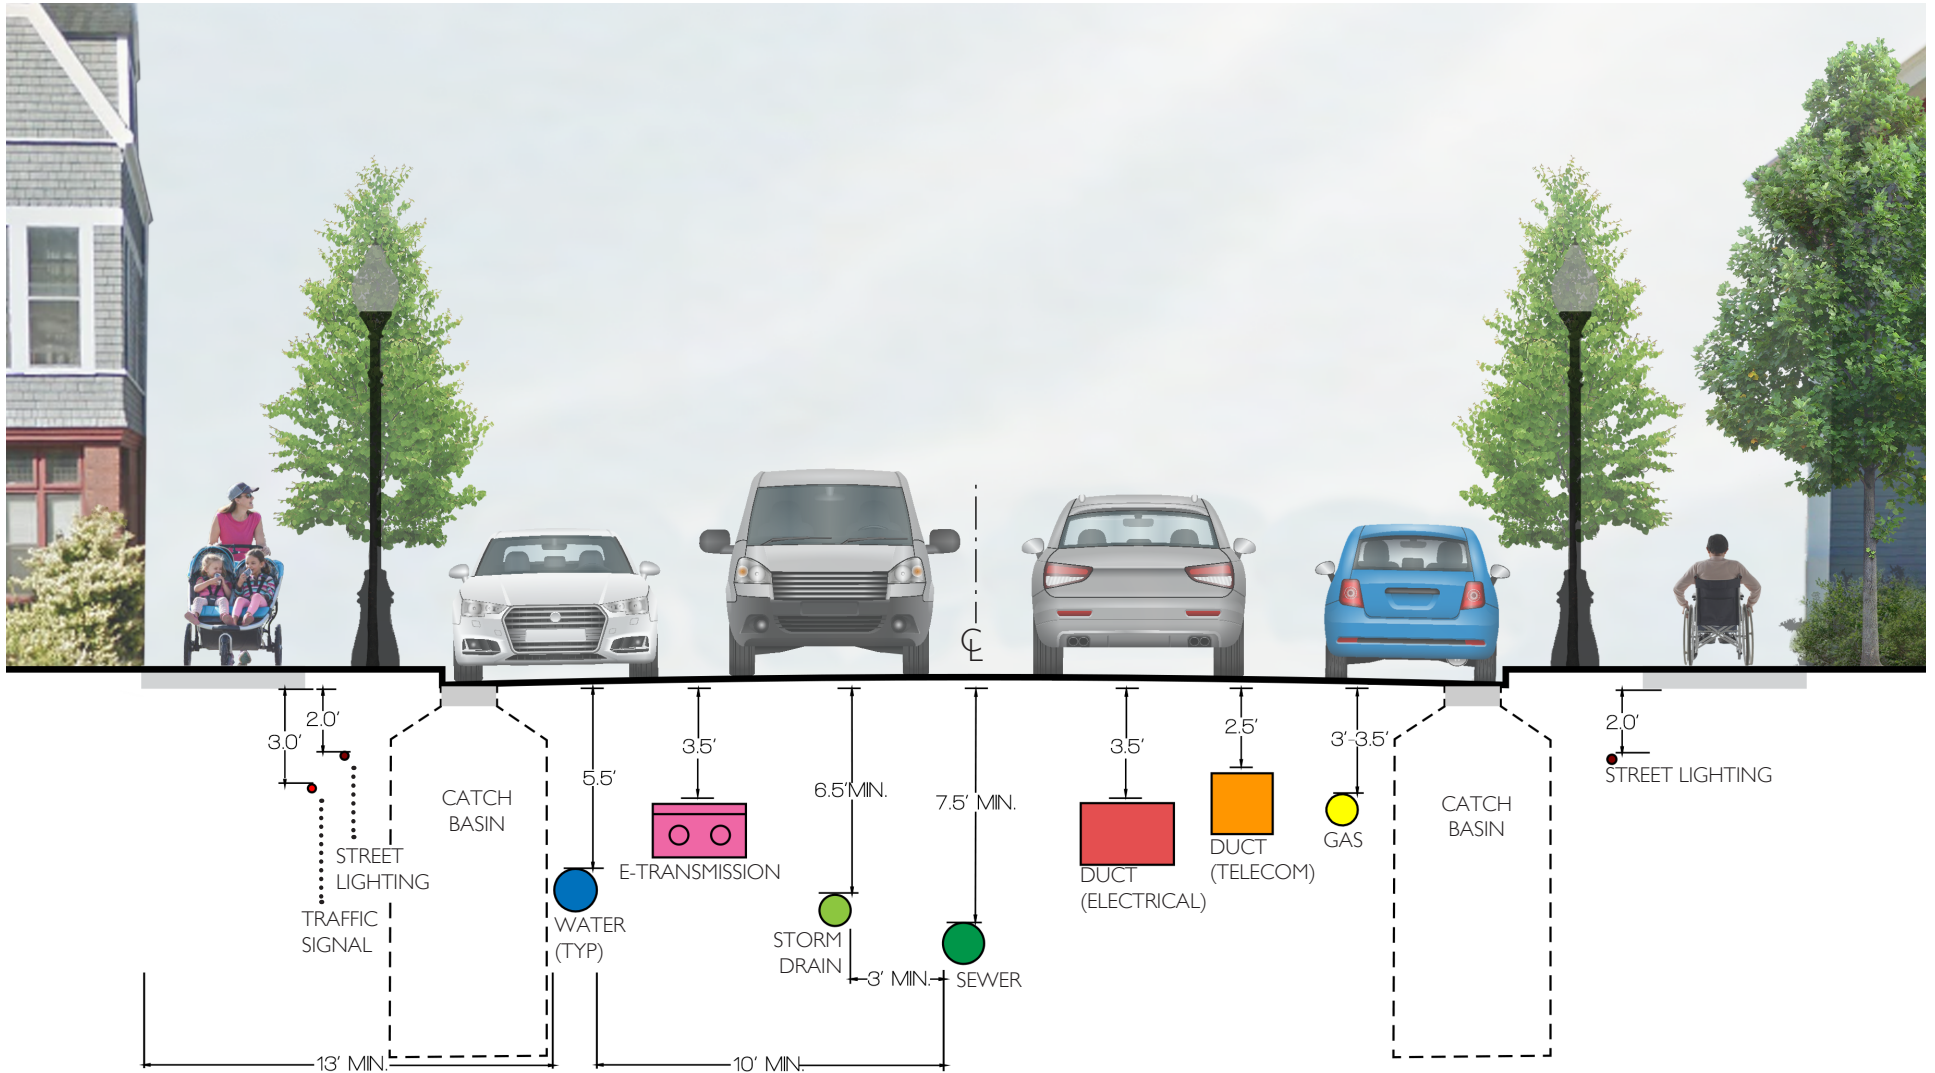 ℄
2.0'
3.0'
STREET
LIGHTING
TRAFFIC
SIGNAL
CATCH
BASIN
5.5'
WATER
(TYP)
3.5'
E-TRANSMISSION
6.5'MIN.
STORM
DRAIN
7.5' MIN.
SEWER
3' MIN.
13' MIN.
10' MIN.
3.5'
DUCT
(ELECTRICAL)
2.5'
DUCT
(TELECOM)
3'-3.5'
GAS
CATCH
BASIN
2.0'
STREET LIGHTING